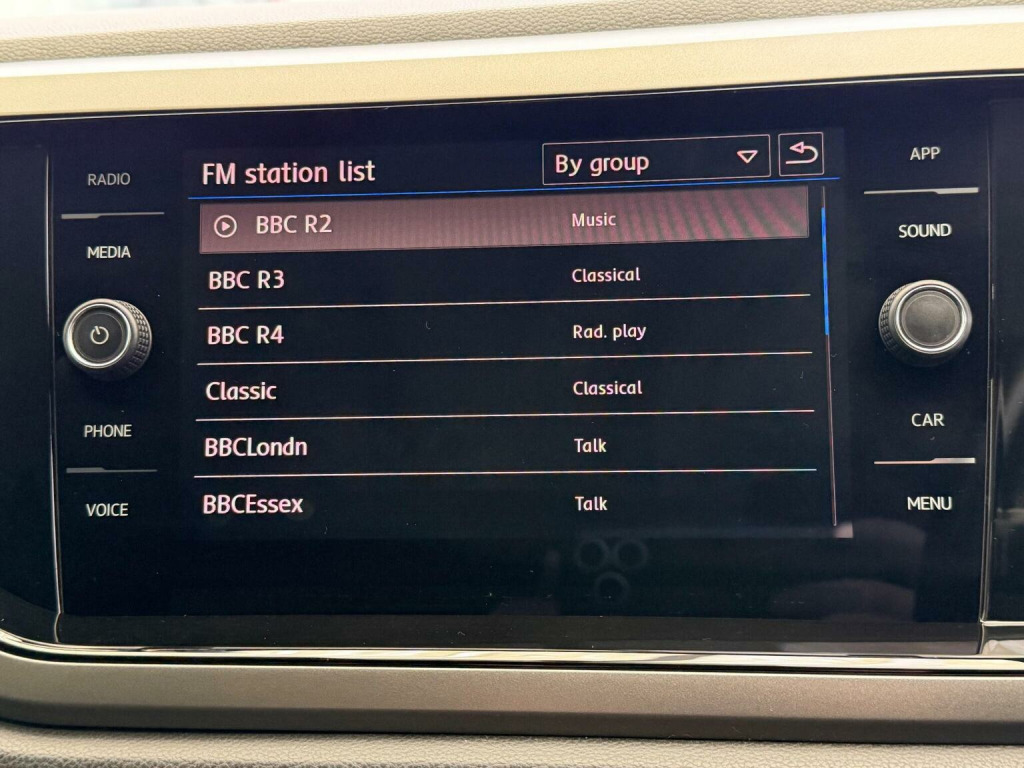 RADIO
MEDIA
PHONE
VOICE
FM station list By group
BBC R2 Music
BBC R3 Classical
BBC R4 Rad. play
Classic Classical
BBCLondn Talk
BBCEssex Talk
APP
SOUND
CAR
MENU